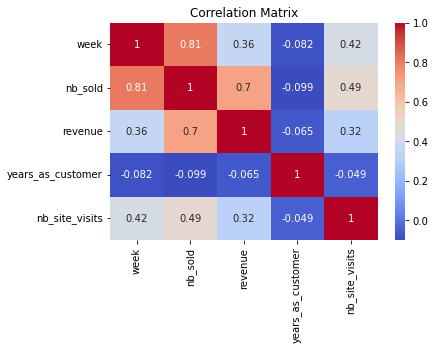 Correlation Matrix
week 1 0.81 0.36 -0.082 0.42
nb_sold 0.81 1 0.7 -0.099 0.49
revenue 0.36 0.7 1 -0.065 0.32
years_as_customer -0.082 -0.099 -0.065 1 -0.049
nb_site_visits 0.42 0.49 0.32 -0.049 1
week
nb_sold
revenue
years_as_customer
nb_site_visits
1.0
0.8
0.6
0.4
0.2
0.0